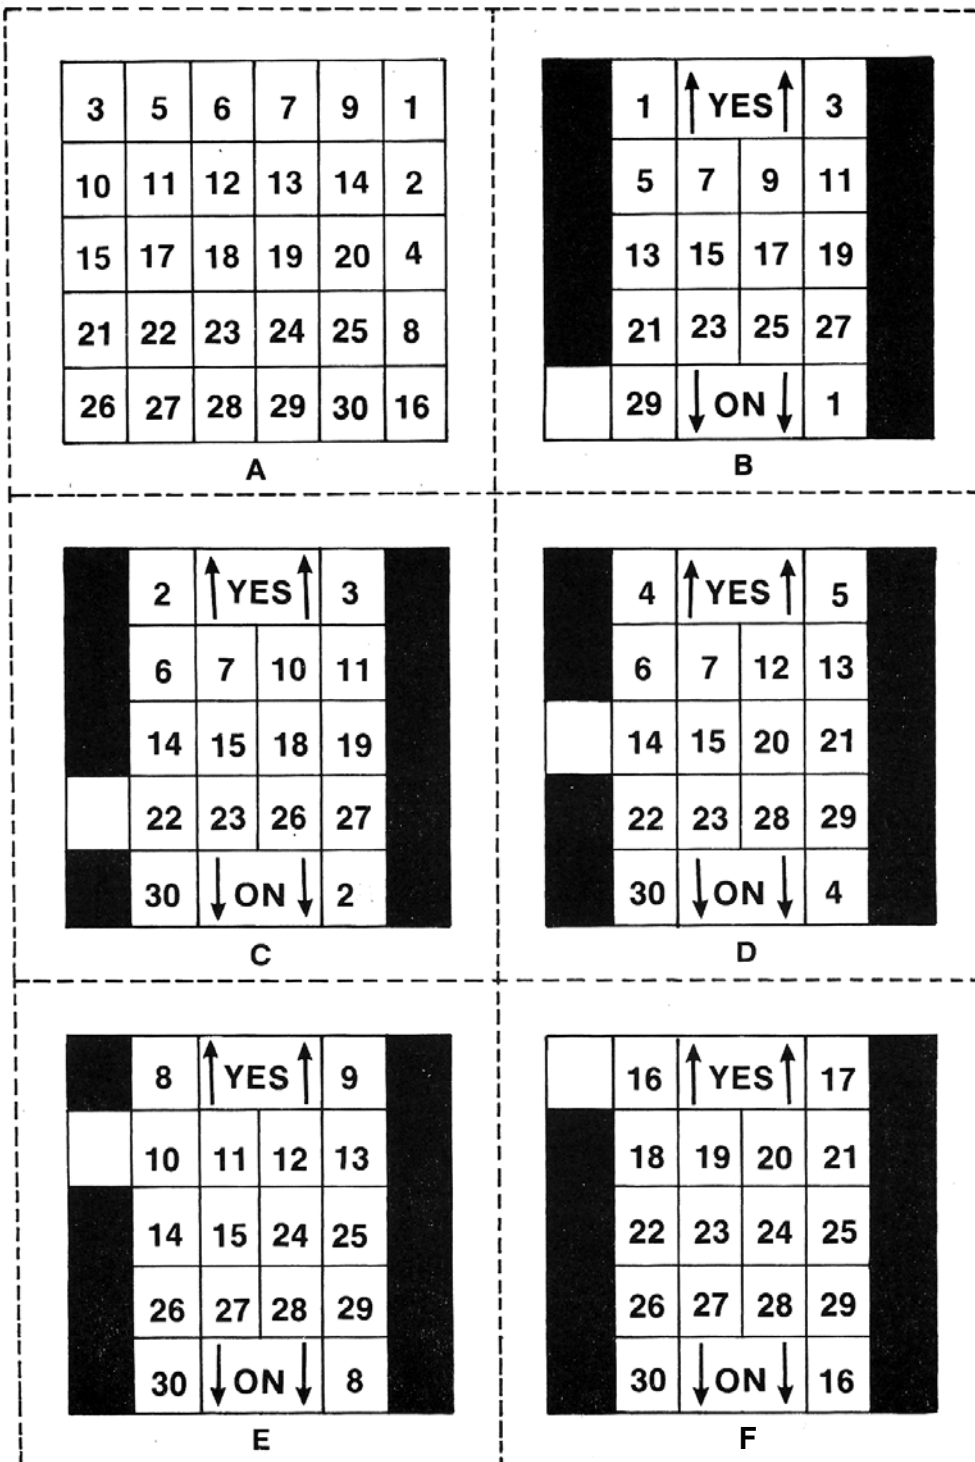 3 5 6 7 9 1
10 11 12 13 14 2
15 17 18 19 20 4
21 22 23 24 25 8
26 27 28 29 30 16
A
1 ↑ YES ↑ 3
5 7 9 11
13 15 17 19
21 23 25 27
29 ↓ ON ↓ 1
B
2 ↑ YES ↑ 3
6 7 10 11
14 15 18 19
22 23 26 27
30 ↓ ON ↓ 2
C
4 ↑ YES ↑ 5
6 7 12 13
14 15 20 21
22 23 28 29
30 ↓ ON ↓ 4
D
8 ↑ YES ↑ 9
10 11 12 13
14 15 24 25
26 27 28 29
30 ↓ ON ↓ 8
E
16 ↑ YES ↑ 17
18 19 20 21
22 23 24 25
26 27 28 29
30 ↓ ON ↓ 16
F